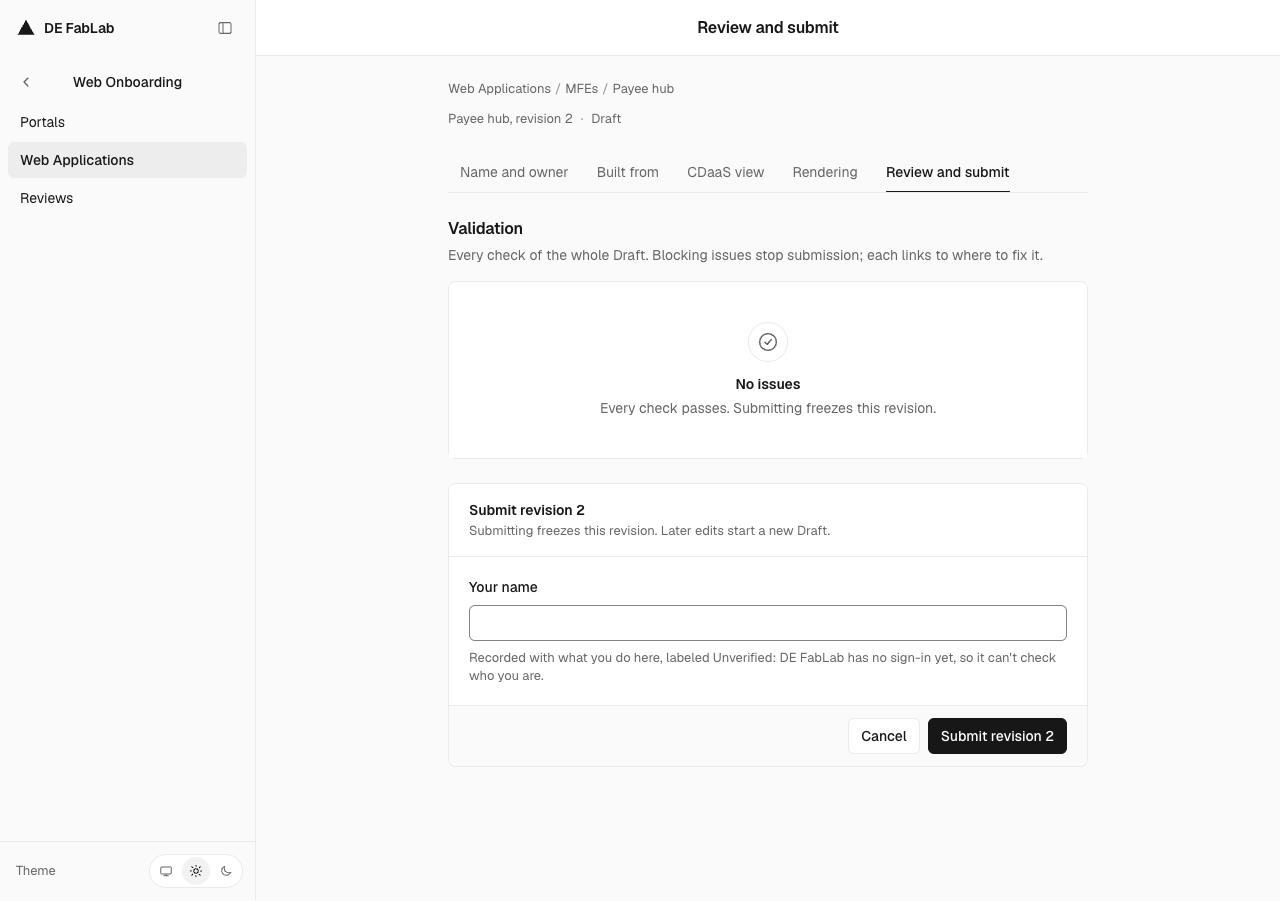 DE FabLab
Web Onboarding
Portals
Web Applications
Reviews
Theme
Review and submit
Web Applications / MFEs / Payee hub
Payee hub, revision 2 · Draft
Name and owner
Built from
CDaaS view
Rendering
Review and submit
Validation
Every check of the whole Draft. Blocking issues stop submission; each links to where to fix it.
No issues
Every check passes. Submitting freezes this revision.
Submit revision 2
Submitting freezes this revision. Later edits start a new Draft.
Your name
Recorded with what you do here, labeled Unverified: DE FabLab has no sign-in yet, so it can't check
who you are.
Cancel
Submit revision 2